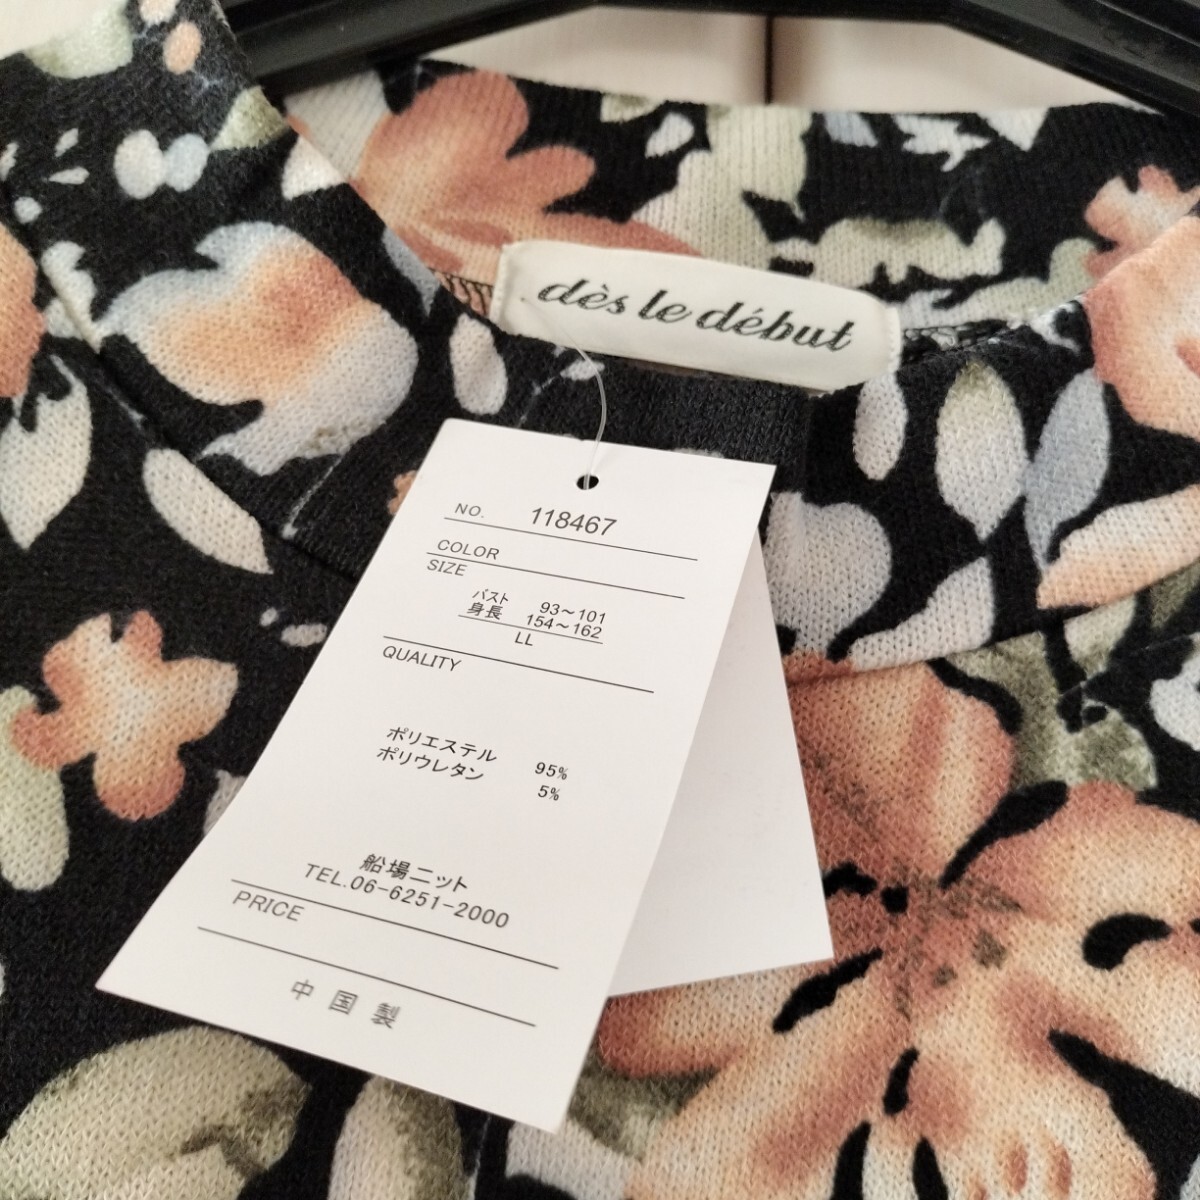 dès le début
NO. 118467
COLOR
SIZE
バスト 93～101
身長 154～162
LL
QUALITY
ポリエステル 95%
ポリウレタン 5%
船場ニット
TEL.06-6251-2000
PRICE
中国製